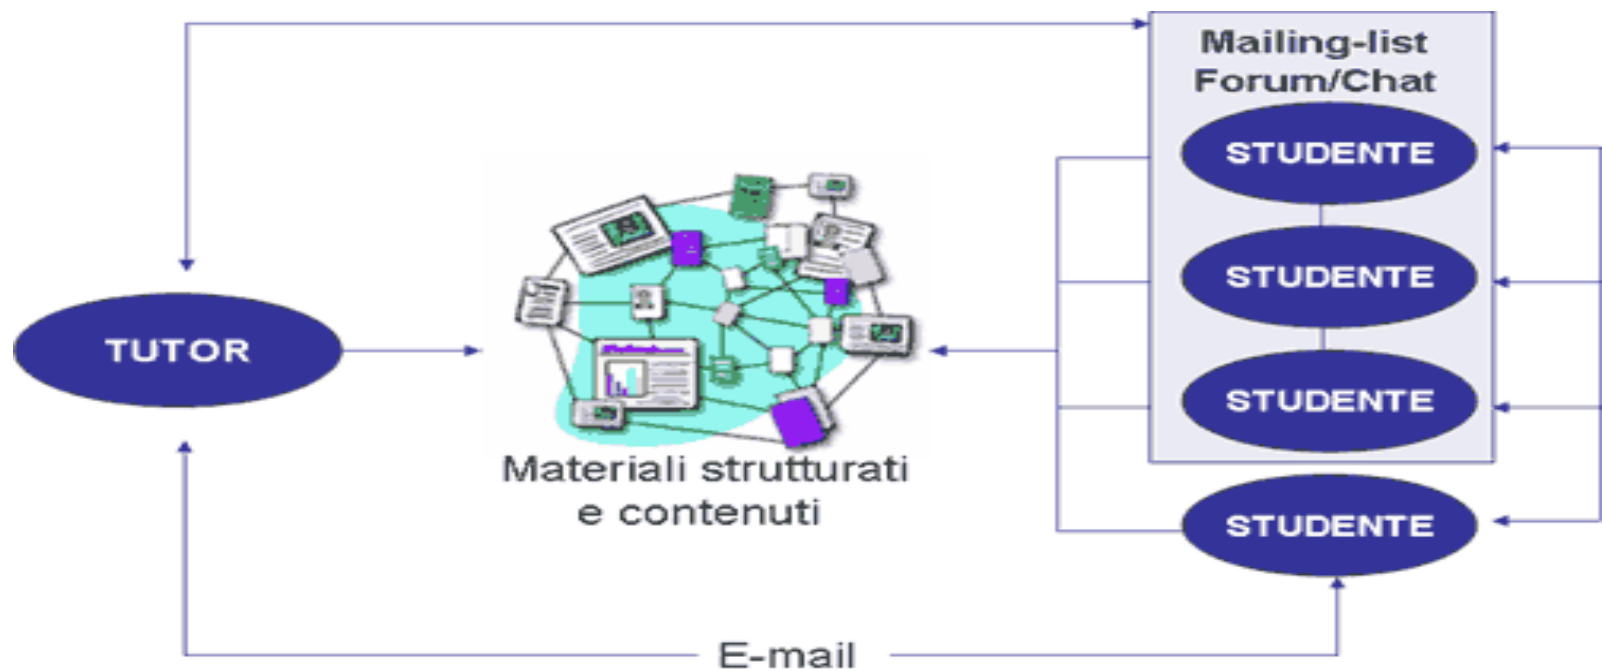 Mailing-list
Forum/Chat
STUDENTE
STUDENTE
STUDENTE
STUDENTE
TUTOR
Materiali strutturati
e contenuti
E-mail